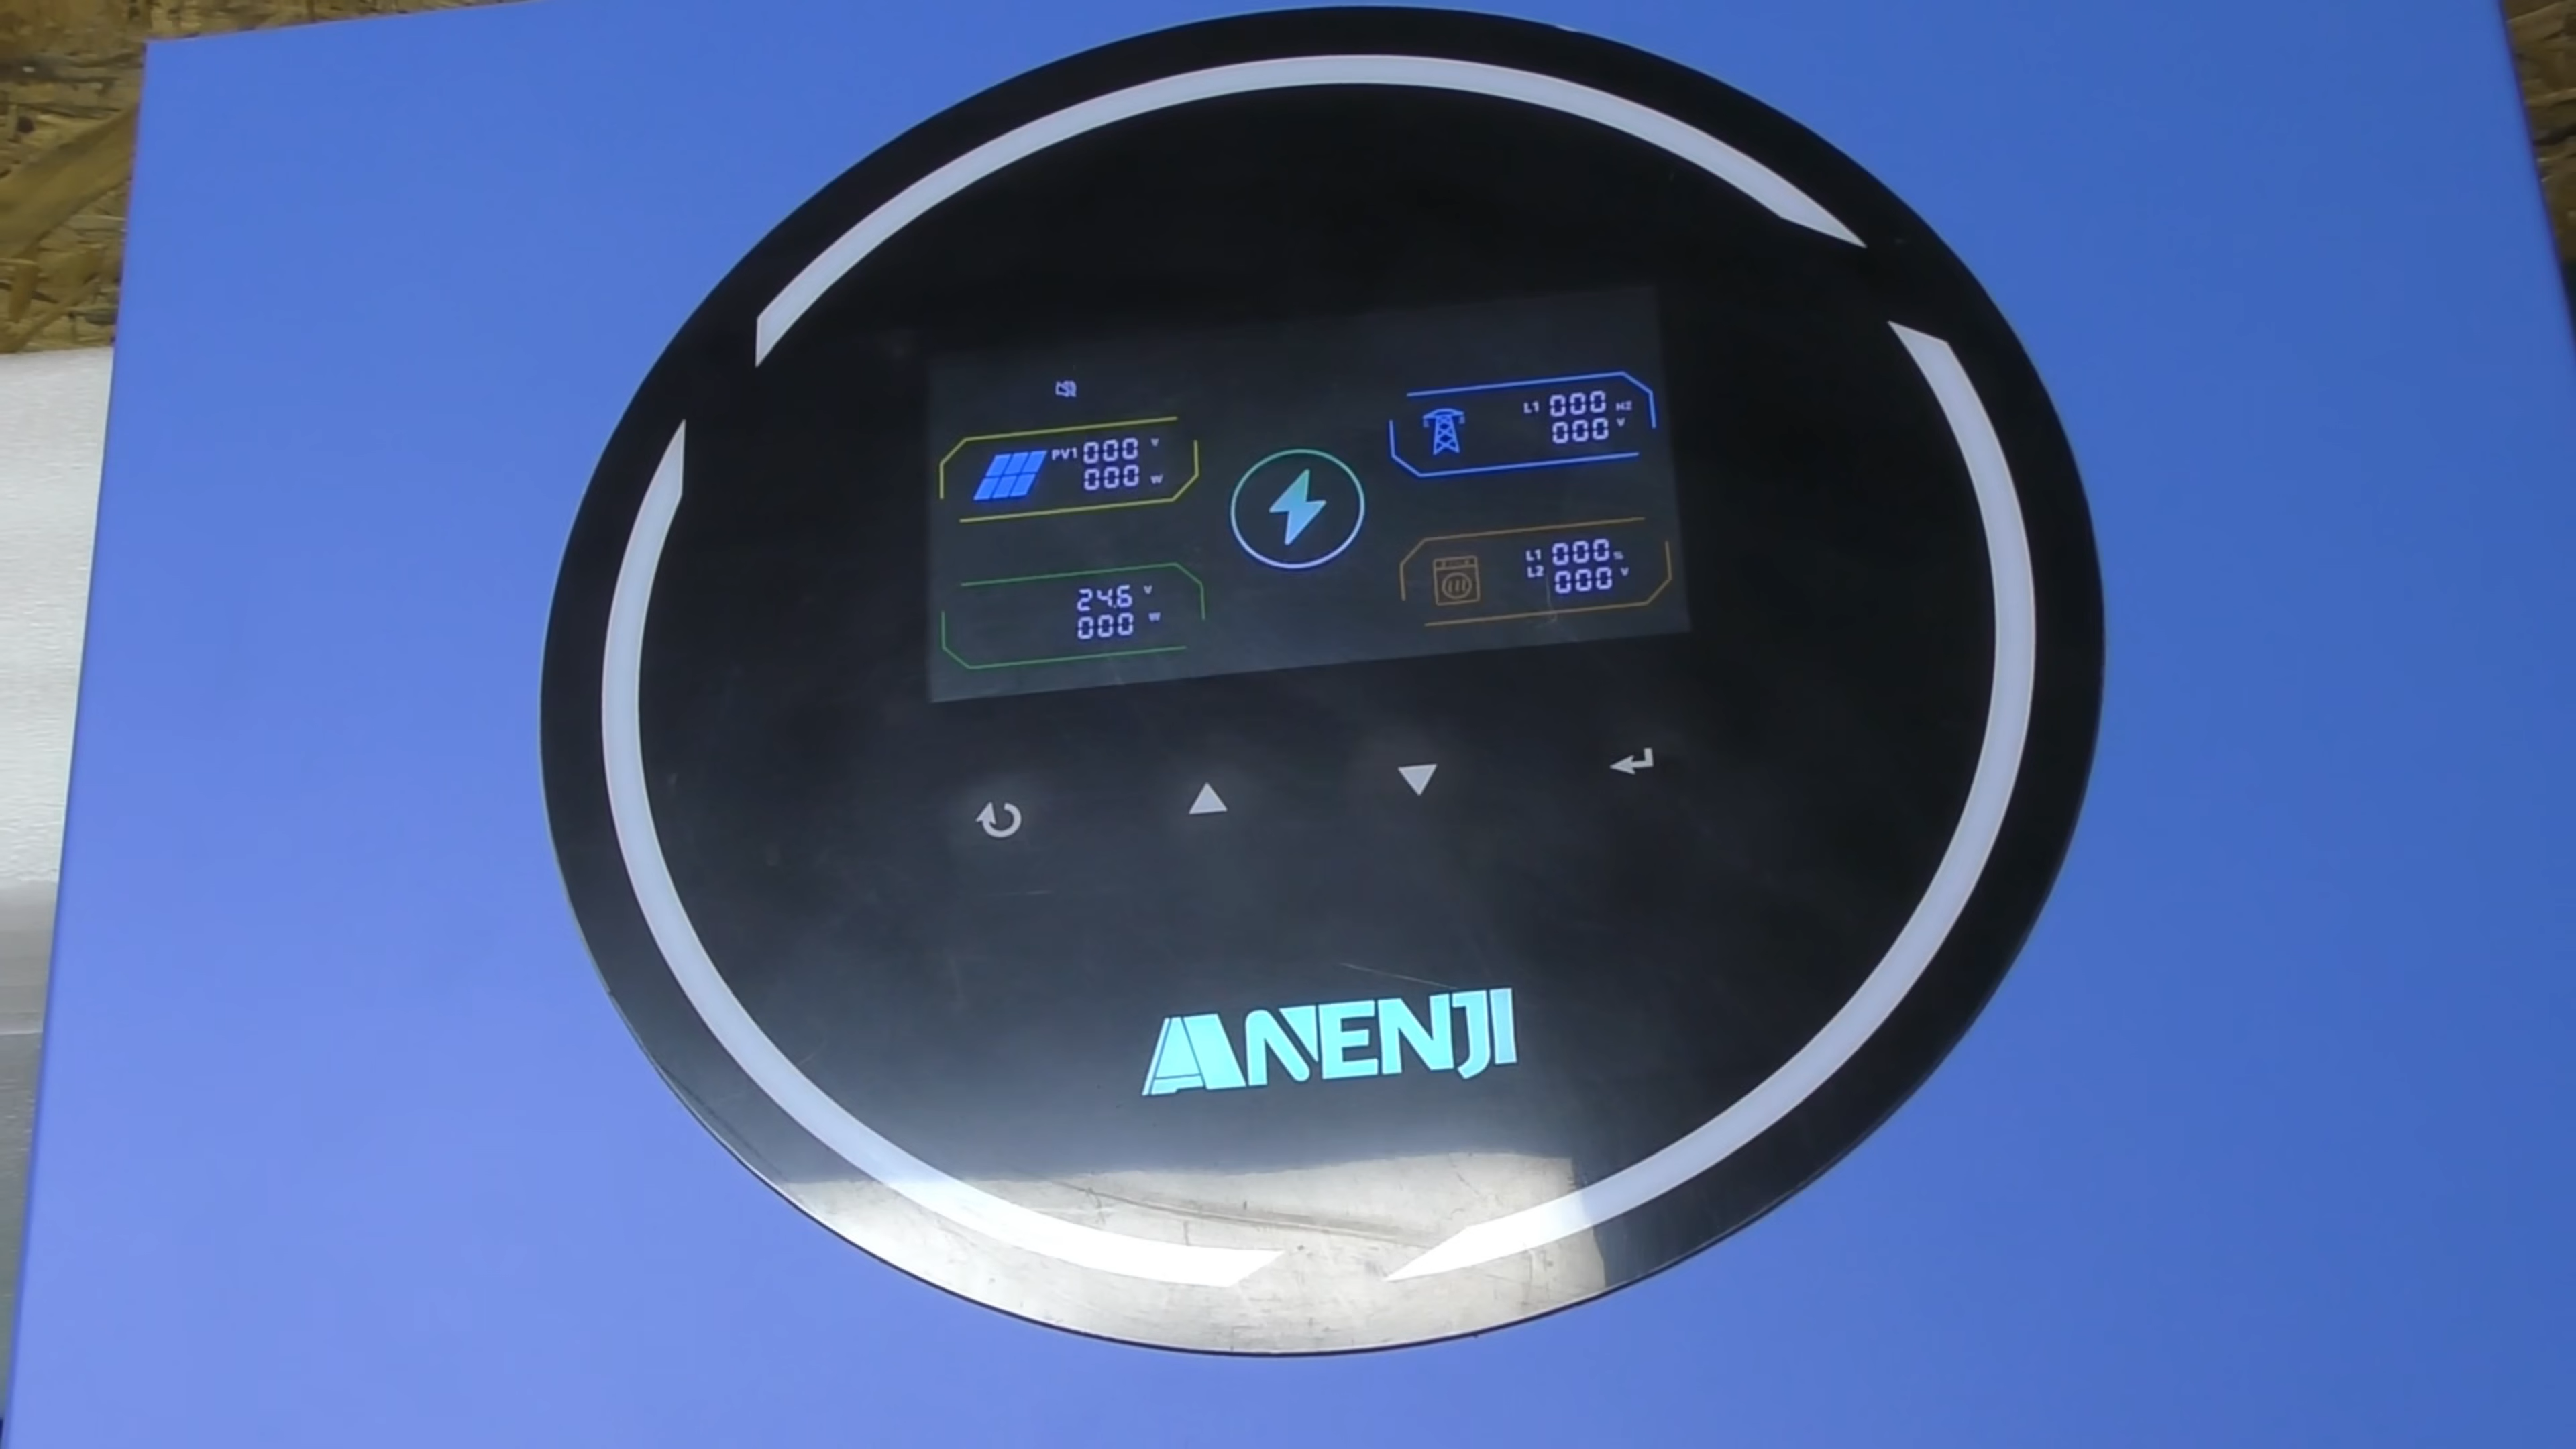 PV1 000 V
000 W
L1 000 HZ
000 V
24.6 V
000 W
L1 000 %
L2 000 V
ANENJI